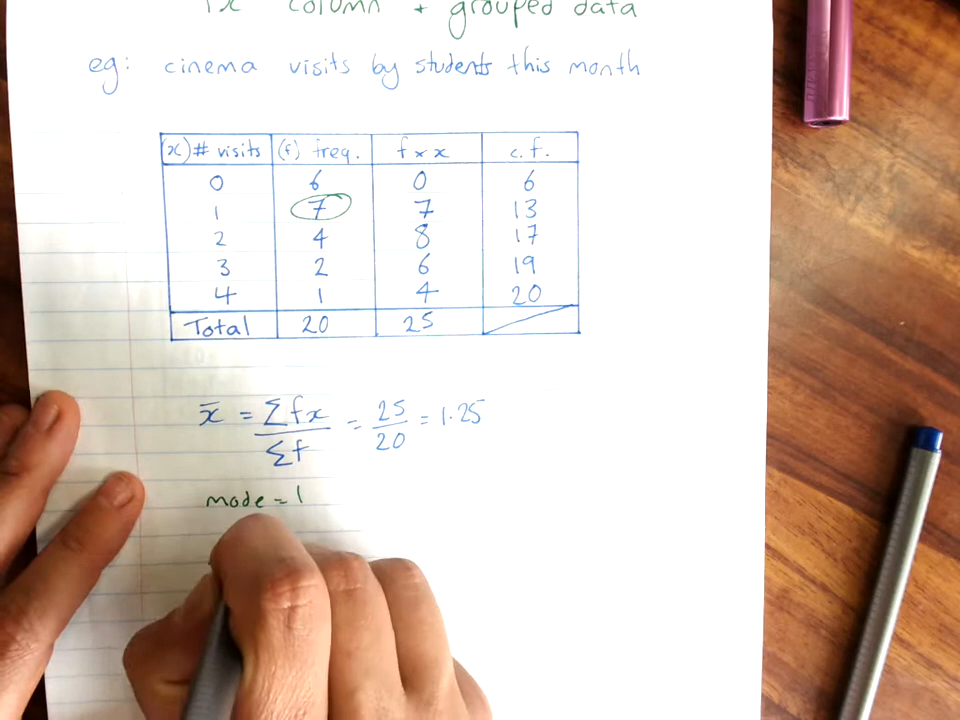 column + grouped data
eg: cinema visits by students this month
(x) # visits (f) freq. f × x c.f.
0 6 0 6
1 7 7 13
2 4 8 17
3 2 6 19
4 1 4 20
Total 20 25
x̄ = Σfx / Σf = 25/20 = 1.25
mode = 1